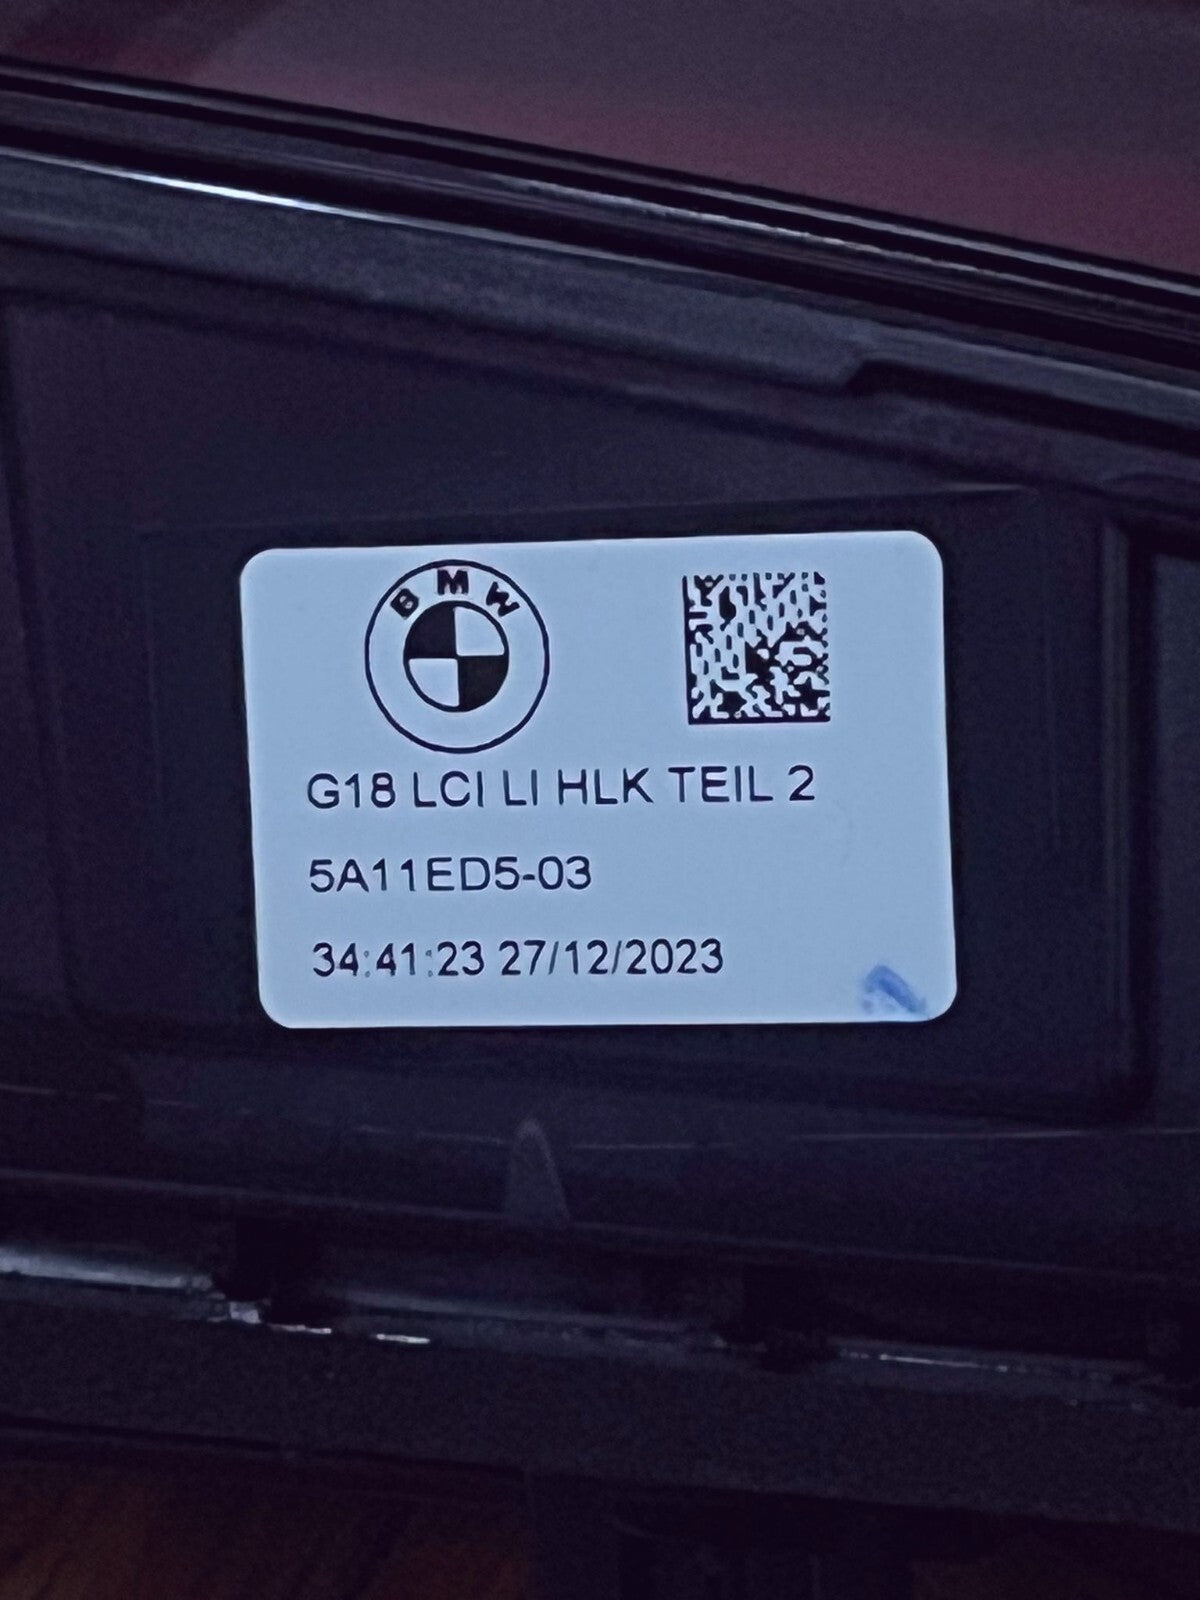 BMW
G18 LCI LI HLK TEIL 2
5A11ED5-03
34:41:23 27/12/2023